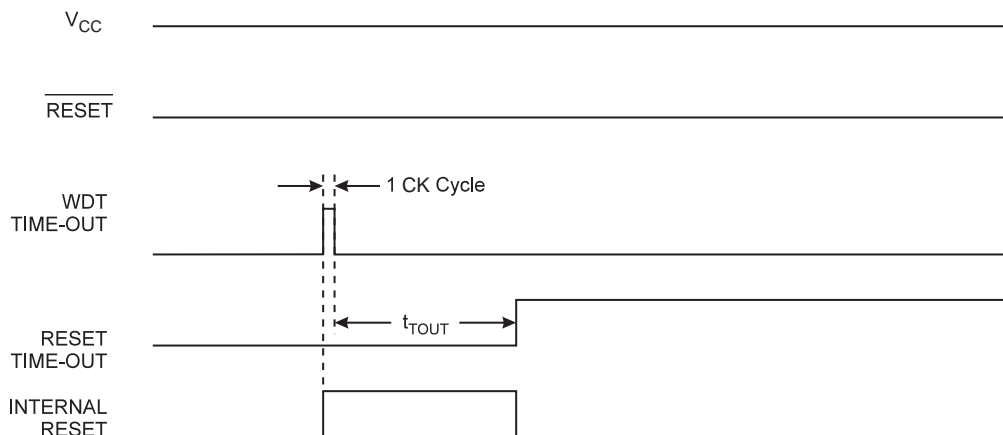 VCC
RESET
1 CK Cycle
WDT
TIME-OUT
tTOUT
RESET
TIME-OUT
INTERNAL
RESET